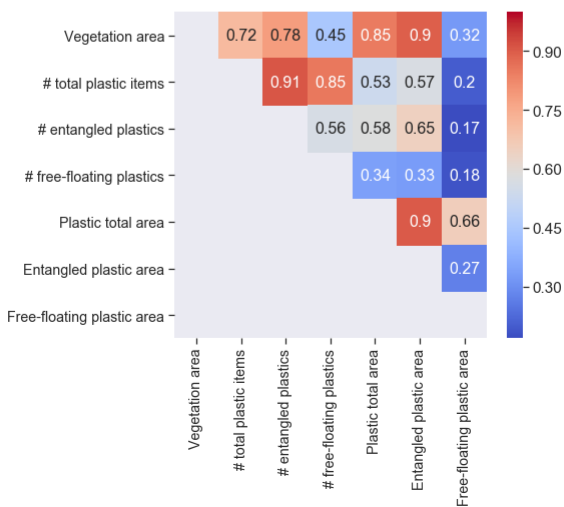 Vegetation area 0.72 0.78 0.45 0.85 0.9 0.32
# total plastic items 0.91 0.85 0.53 0.57 0.2
# entangled plastics 0.56 0.58 0.65 0.17
# free-floating plastics 0.34 0.33 0.18
Plastic total area 0.9 0.66
Entangled plastic area 0.27
Free-floating plastic area
0.90
0.75
0.60
0.45
0.30
Vegetation area
# total plastic items
# entangled plastics
# free-floating plastics
Plastic total area
Entangled plastic area
Free-floating plastic area